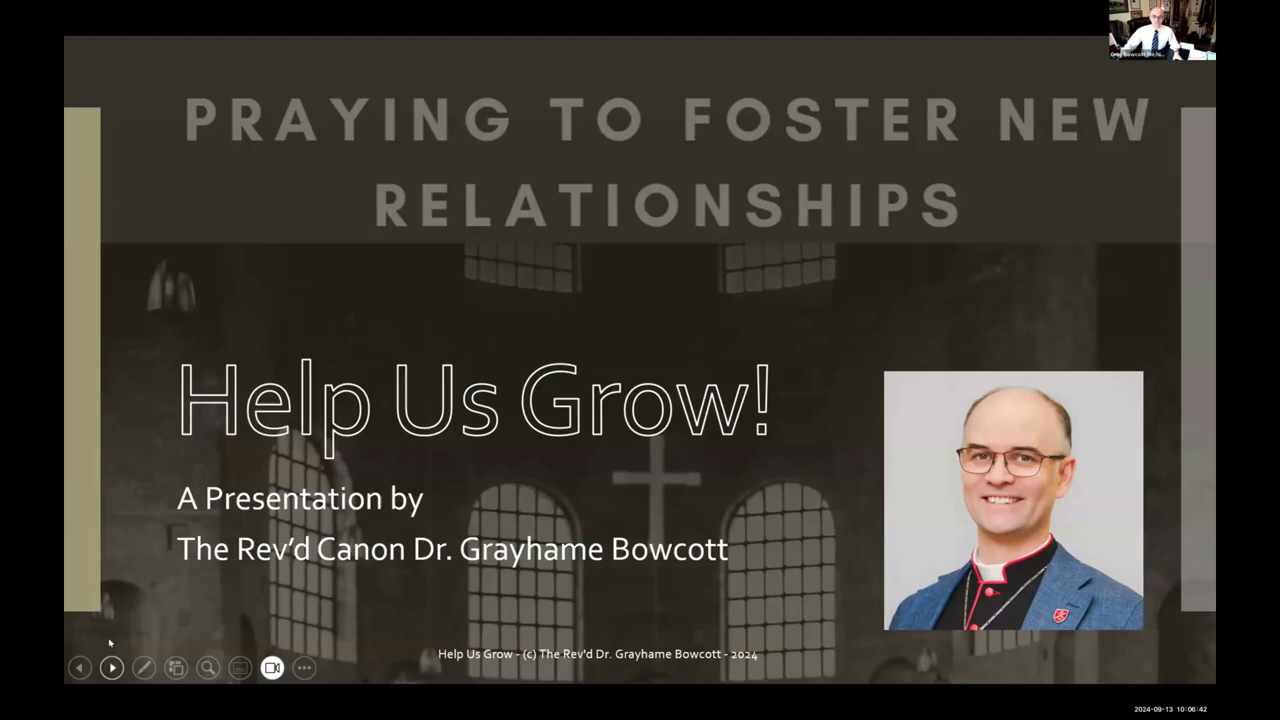 PRAYING TO FOSTER NEW
RELATIONSHIPS
Help Us Grow!
A Presentation by
The Rev'd Canon Dr. Grayhame Bowcott
Help Us Grow - (c) The Rev'd Dr. Grayhame Bowcott - 2024
2024-09-13 10:06:42